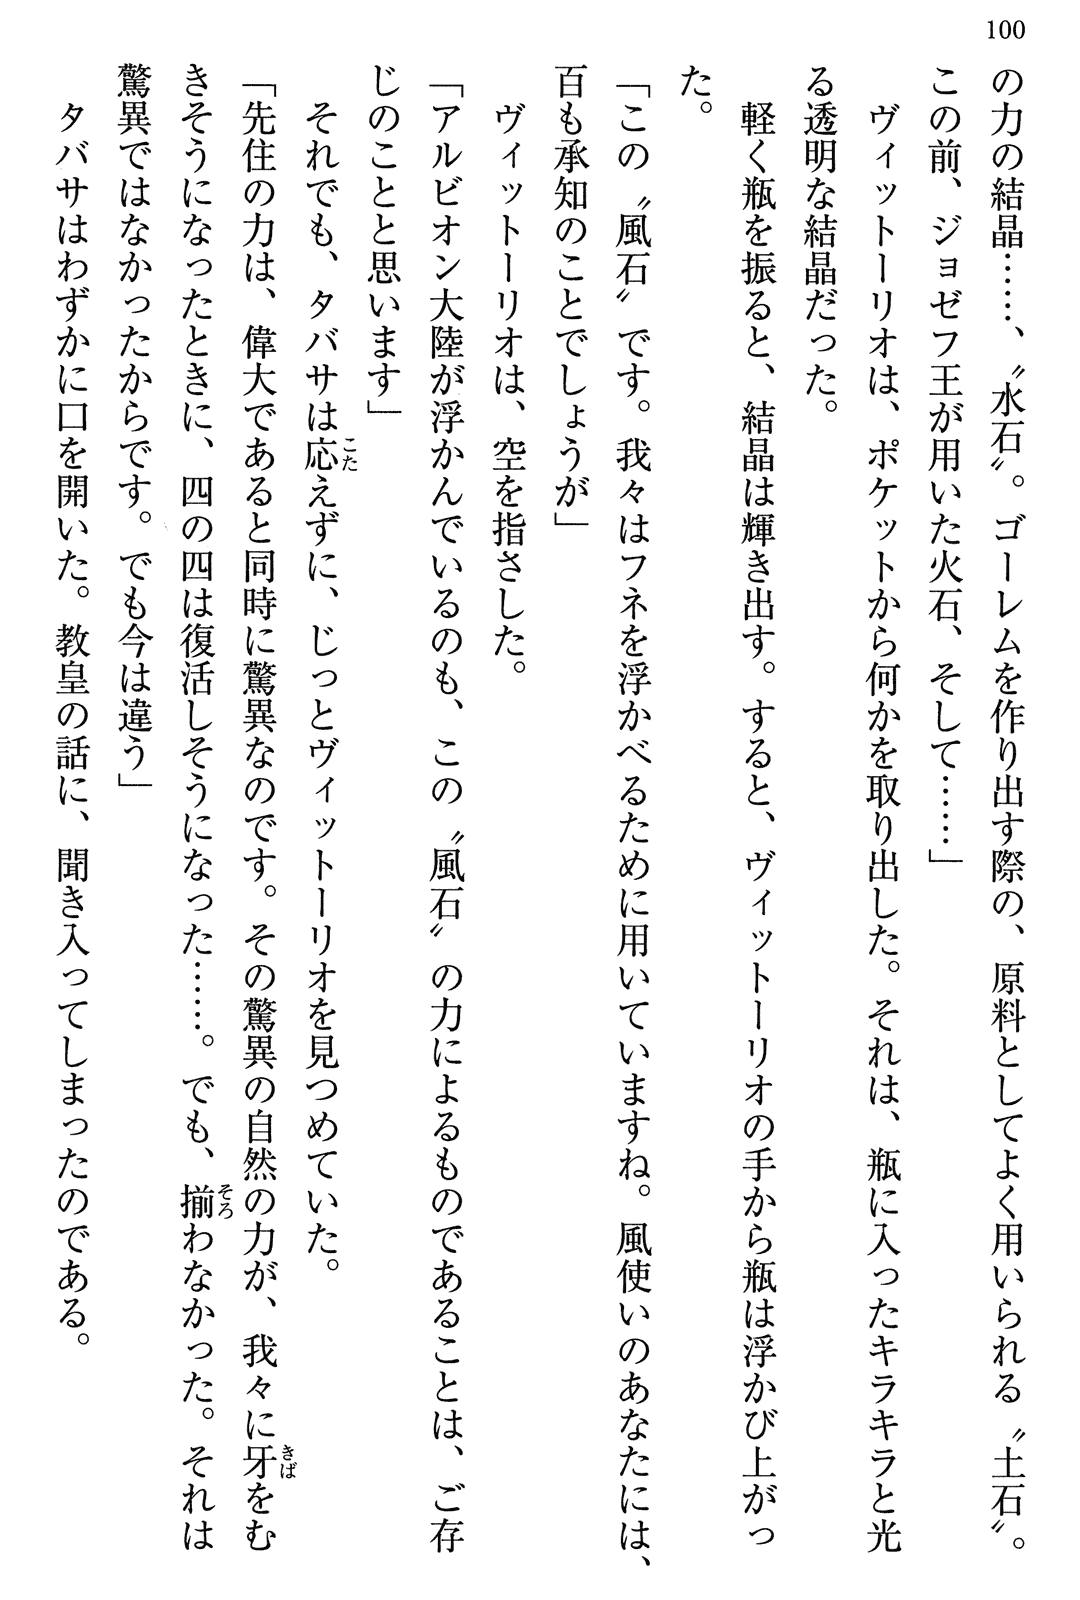 100
の力の結晶……、〝水石〟。ゴーレムを作り出す際の、原料としてよく用いられる〝土石〟。
この前、ジョゼフ王が用いた火石、そして……」
　ヴィットーリオは、ポケットから何かを取り出した。それは、瓶に入ったキラキラと光
る透明な結晶だった。
　軽く瓶を振ると、結晶は輝き出す。すると、ヴィットーリオの手から瓶は浮かび上がっ
た。
「この〝風石〟です。我々はフネを浮かべるために用いていますね。風使いのあなたには、
百も承知のことでしょうが」
　ヴィットーリオは、空を指さした。
「アルビオン大陸が浮かんでいるのも、この〝風石〟の力によるものであることは、ご存
じのことと思います」
　それでも、タバサは応えずに、じっとヴィットーリオを見つめていた。
こた
「先住の力は、偉大であると同時に驚異なのです。その驚異の自然の力が、我々に牙をむ
きば
きそうになったときに、四の四は復活しそうになった……。でも、揃わなかった。それは
そろ
驚異ではなかったからです。でも今は違う」
　タバサはわずかに口を開いた。教皇の話に、聞き入ってしまったのである。